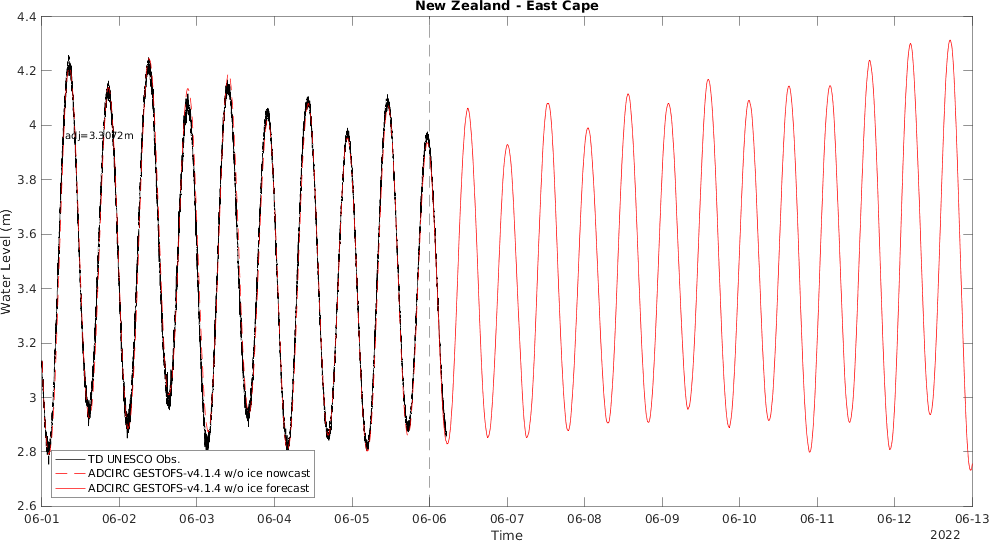 New Zealand - East Cape
Water Level (m)
4.4
4.2
4
3.8
3.6
3.4
3.2
3
2.8
2.6
adj=3.3072m
TD UNESCO Obs.
ADCIRC GESTOFS-v4.1.4 w/o ice nowcast
ADCIRC GESTOFS-v4.1.4 w/o ice forecast
06-01 06-02 06-03 06-04 06-05 06-06 06-07 06-08 06-09 06-10 06-11 06-12 06-13
Time
2022